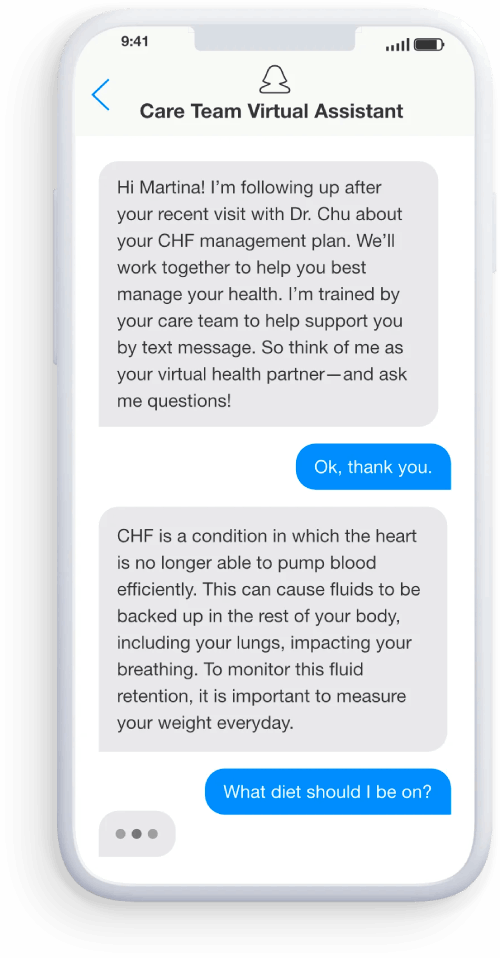 9:41
Care Team Virtual Assistant
Hi Martina! I’m following up after
your recent visit with Dr. Chu about
your CHF management plan. We’ll
work together to help you best
manage your health. I’m trained by
your care team to help support you
by text message. So think of me as
your virtual health partner—and ask
me questions!
Ok, thank you.
CHF is a condition in which the heart
is no longer able to pump blood
efficiently. This can cause fluids to be
backed up in the rest of your body,
including your lungs, impacting your
breathing. To monitor this fluid
retention, it is important to measure
your weight everyday.
What diet should I be on?